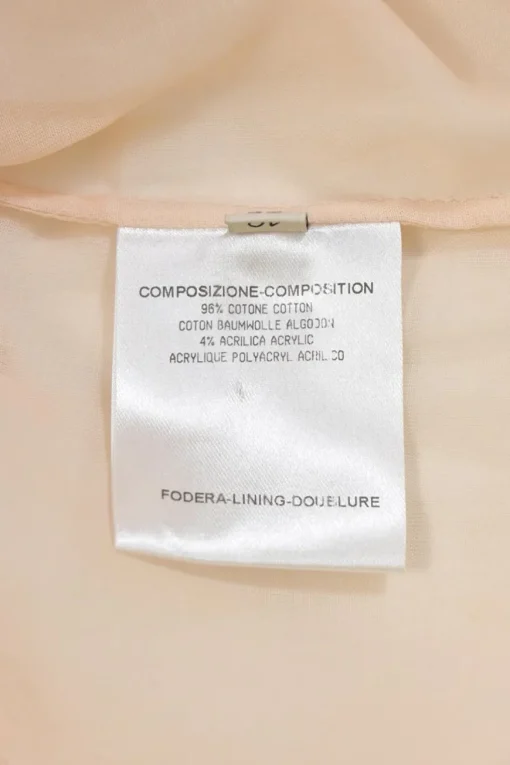 COMPOSIZIONE-COMPOSITION
96% COTONE COTTON
COTON BAUMWOLLE ALGODON
4% ACRILICA ACRYLIC
ACRYLIQUE POLYACRYL ACRILICO
FODERA-LINING-DOUBLURE